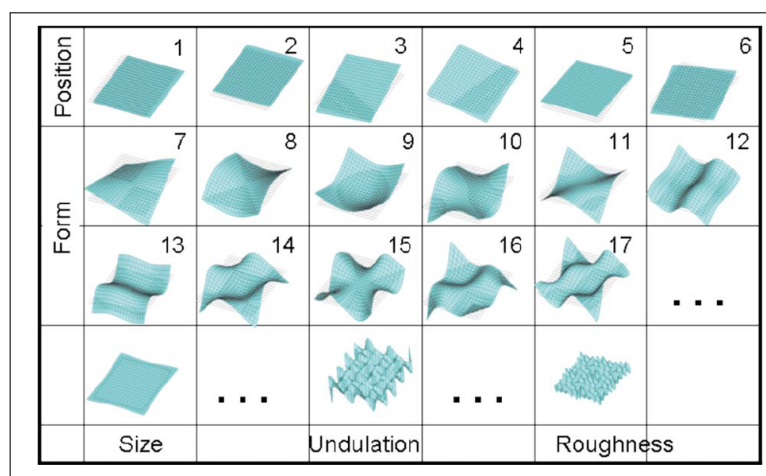 Position
1 2 3 4 5 6
Form
7 8 9 10 11 12
13 14 15 16 17 ...
... ...
Size Undulation Roughness